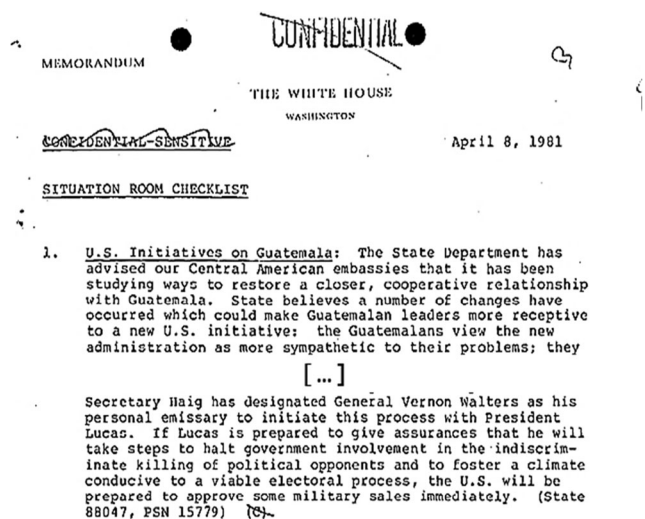 CONFIDENTIAL
MEMORANDUM
THE WHITE HOUSE
WASHINGTON
CONFIDENTIAL-SENSITIVE
April 8, 1981
SITUATION ROOM CHECKLIST
1. U.S. Initiatives on Guatemala: The State Department has
advised our Central American embassies that it has been
studying ways to restore a closer, cooperative relationship
with Guatemala. State believes a number of changes have
occurred which could make Guatemalan leaders more receptive
to a new U.S. initiative: the Guatemalans view the new
administration as more sympathetic to their problems; they
[...]
Secretary Haig has designated General Vernon Walters as his
personal emissary to initiate this process with President
Lucas. If Lucas is prepared to give assurances that he will
take steps to halt government involvement in the indiscrim-
inate killing of political opponents and to foster a climate
conducive to a viable electoral process, the U.S. will be
prepared to approve some military sales immediately. (State
88047, PSN 15779) (C)